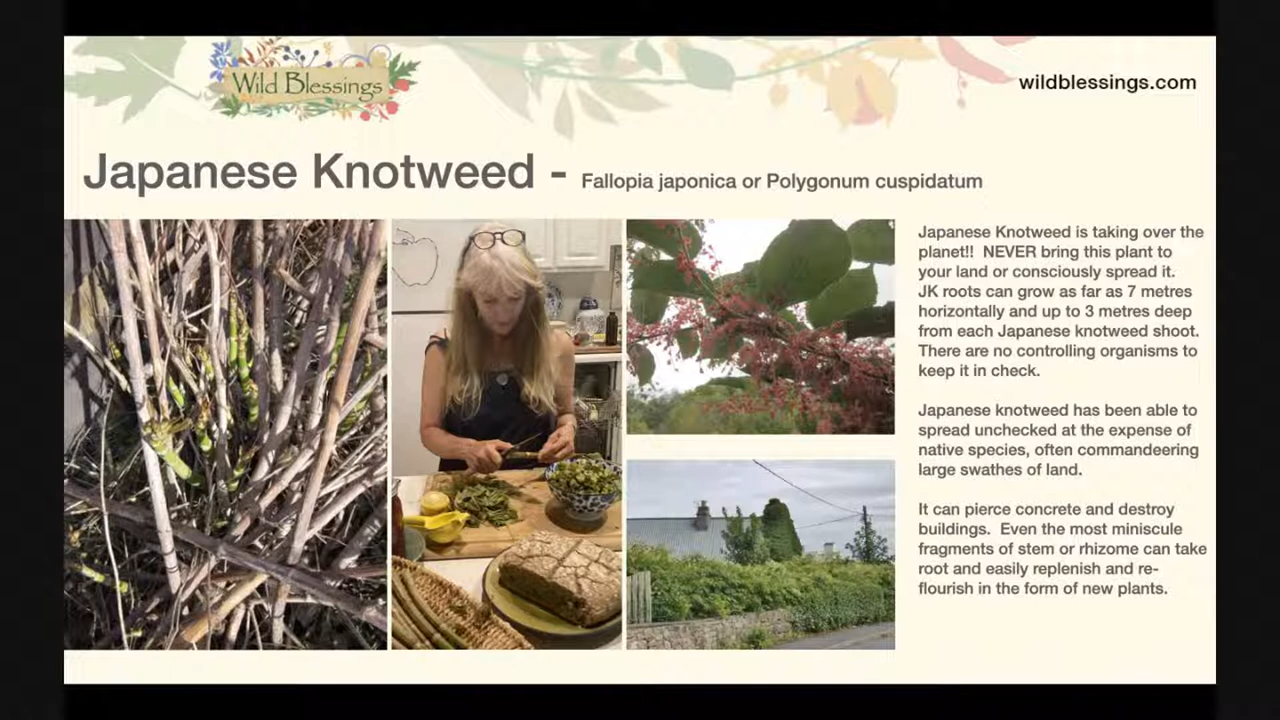 Wild Blessings
wildblessings.com
Japanese Knotweed - Fallopia japonica or Polygonum cuspidatum
Japanese Knotweed is taking over the
planet!! NEVER bring this plant to
your land or consciously spread it.
JK roots can grow as far as 7 metres
horizontally and up to 3 metres deep
from each Japanese knotweed shoot.
There are no controlling organisms to
keep it in check.
Japanese knotweed has been able to
spread unchecked at the expense of
native species, often commandeering
large swathes of land.
It can pierce concrete and destroy
buildings. Even the most miniscule
fragments of stem or rhizome can take
root and easily replenish and re-
flourish in the form of new plants.